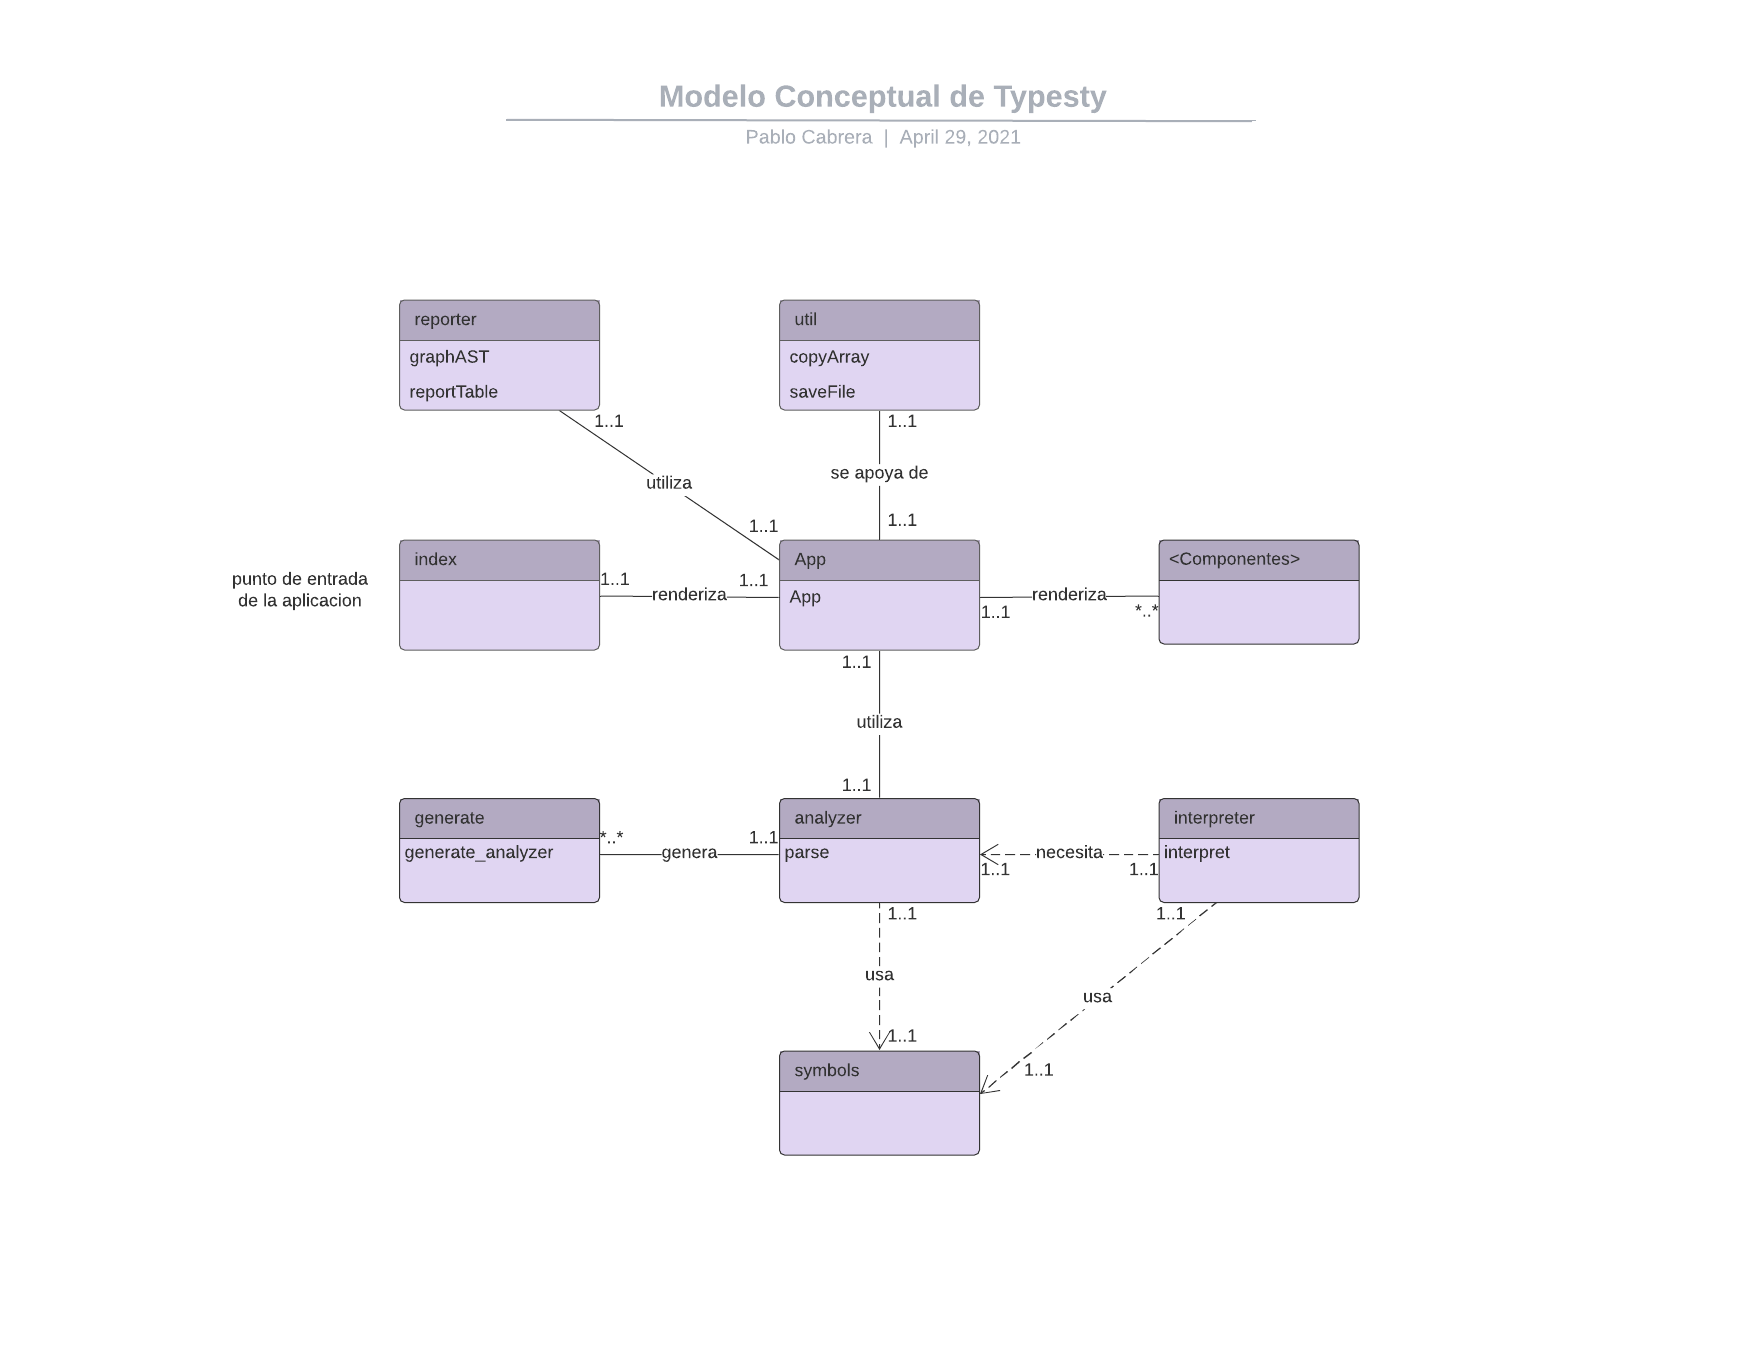 Modelo Conceptual de Typesty
Pablo Cabrera | April 29, 2021
reporter
graphAST
reportTable
util
copyArray
saveFile
1..1
1..1
utiliza
se apoya de
1..1
1..1
punto de entrada
de la aplicacion
index
1..1
renderiza
1..1
App
App
1..1
renderiza
*..*
<Componentes>
1..1
utiliza
1..1
generate
generate_analyzer
*..*
genera
1..1
analyzer
parse
1..1
necesita
1..1
interpreter
interpret
1..1
usa
1..1
1..1
usa
1..1
symbols